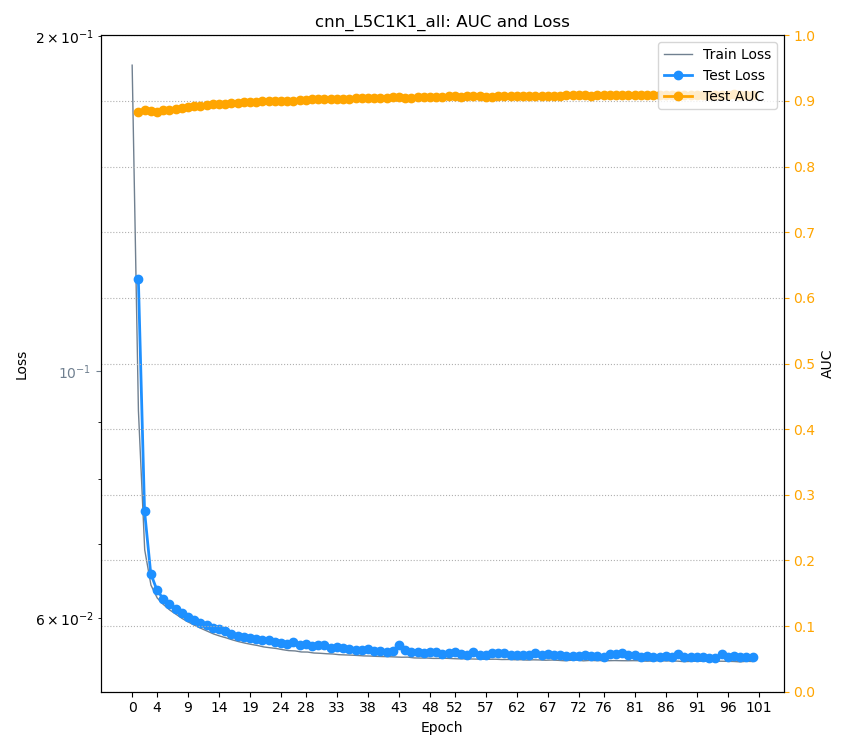 cnn_L5C1K1_all: AUC and Loss
2 × 10⁻¹
10⁻¹
6 × 10⁻²
Loss
Train Loss
Test Loss
Test AUC
1.0
0.9
0.8
0.7
0.6
0.5
0.4
0.3
0.2
0.1
0.0
AUC
0 4 9 14 19 24 28 33 38 43 48 52 57 62 67 72 76 81 86 91 96 101
Epoch